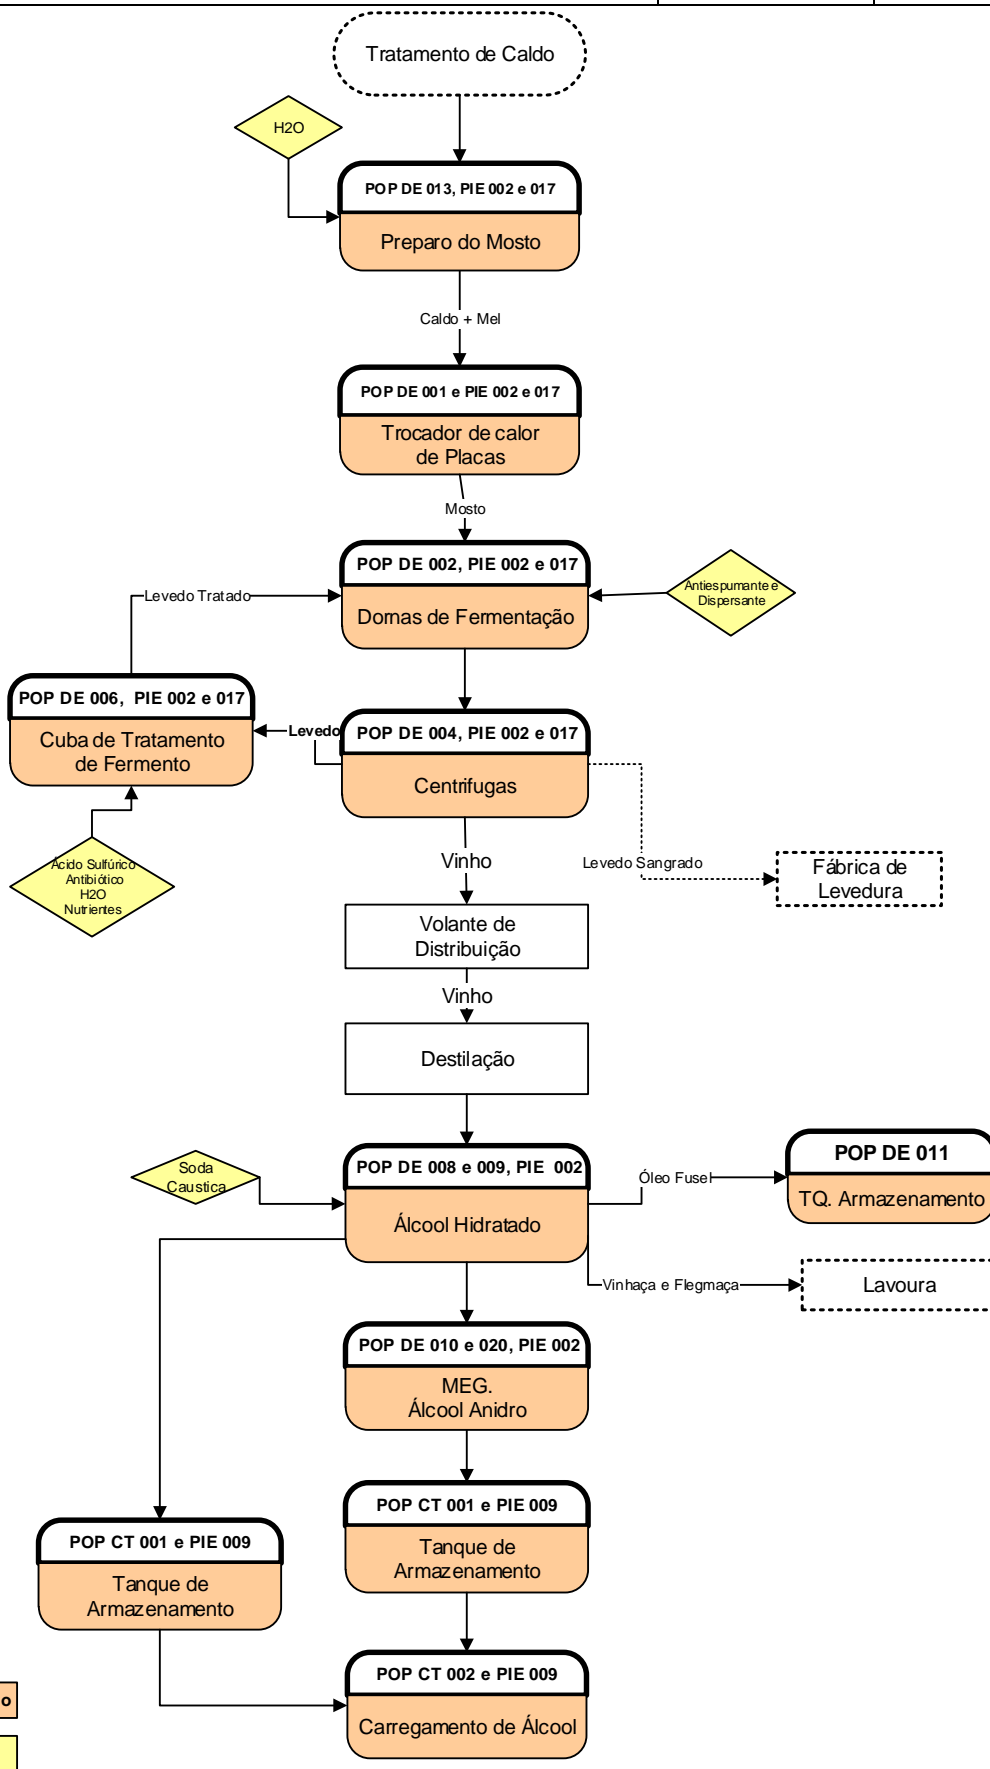 Tratamento de Caldo
H2O
POP DE 013, PIE 002 e 017
Preparo do Mosto
Caldo + Mel
POP DE 001 e PIE 002 e 017
Trocador de calor
de Placas
Mosto
POP DE 002, PIE 002 e 017
Dornas de Fermentação
Antiespumante e
Dispersante
Levedo Tratado
POP DE 006, PIE 002 e 017
Cuba de Tratamento
de Fermento
Levedo
POP DE 004, PIE 002 e 017
Centrifugas
Ácido Sulfúrico
Antibiótico
H2O
Nutrientes
Vinho
Levedo Sangrado
Fábrica de
Levedura
Volante de
Distribuição
Vinho
Destilação
Soda
Caustica
POP DE 008 e 009, PIE 002
Álcool Hidratado
Óleo Fusel
POP DE 011
TQ. Armazenamento
Vinhaça e Flegmaça
Lavoura
POP DE 010 e 020, PIE 002
MEG.
Álcool Anidro
POP CT 001 e PIE 009
Tanque de
Armazenamento
POP CT 001 e PIE 009
Tanque de
Armazenamento
POP CT 002 e PIE 009
Carregamento de Álcool
o